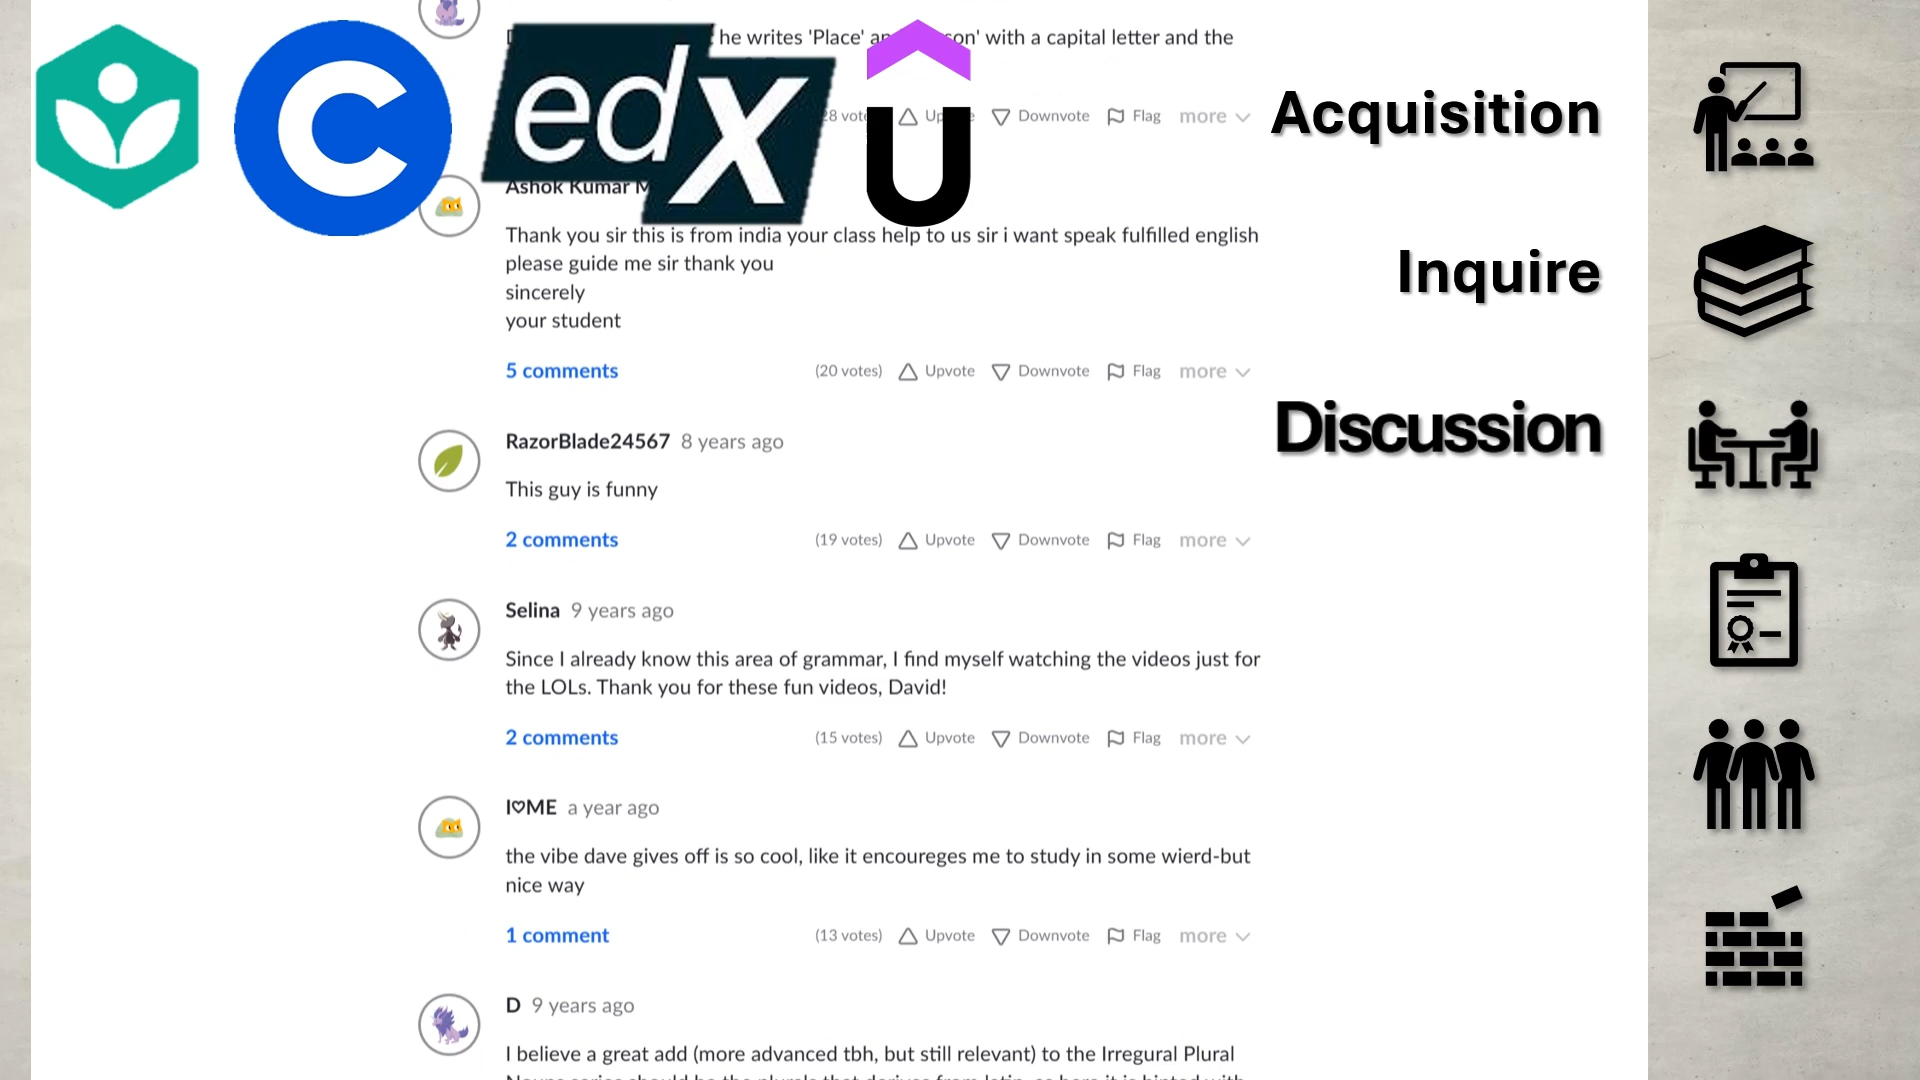 he writes 'Place' an on' with a capital letter and the
edX
U
Acquisition
Upvote Downvote Flag more
Ashok Kumar M
Thank you sir this is from india your class help to us sir i want speak fulfilled english
please guide me sir thank you
sincerely
your student
Inquire
5 comments (20 votes) Upvote Downvote Flag more
Discussion
RazorBlade24567 8 years ago
This guy is funny
2 comments (19 votes) Upvote Downvote Flag more
Selina 9 years ago
Since I already know this area of grammar, I find myself watching the videos just for
the LOLs. Thank you for these fun videos, David!
2 comments (15 votes) Upvote Downvote Flag more
I♡ME a year ago
the vibe dave gives off is so cool, like it encoureges me to study in some wierd-but
nice way
1 comment (13 votes) Upvote Downvote Flag more
D 9 years ago
I believe a great add (more advanced tbh, but still relevant) to the Irregural Plural